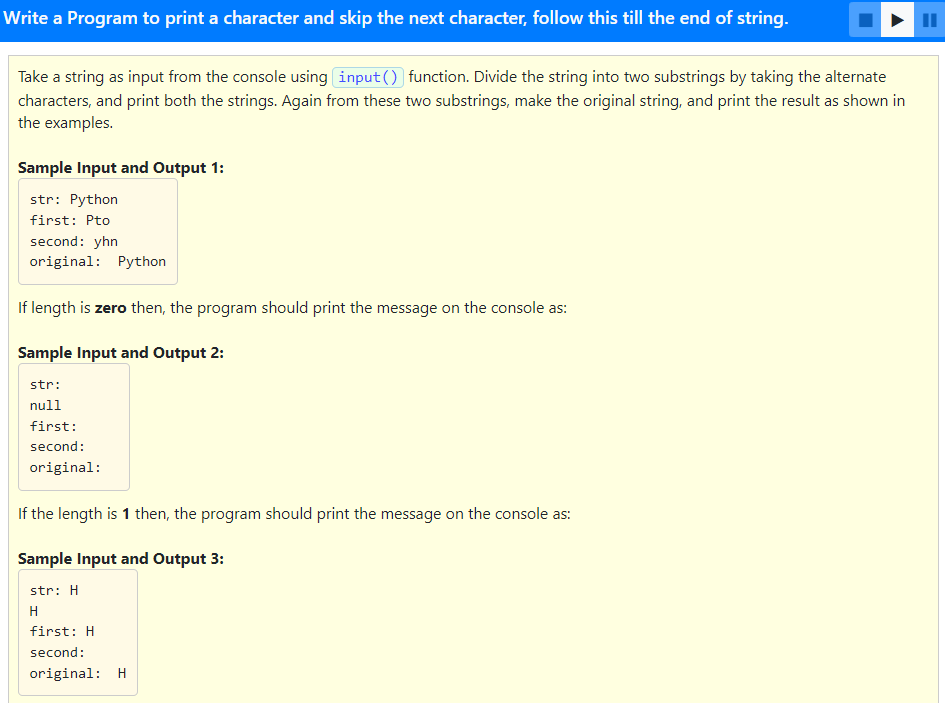 Write a Program to print a character and skip the next character, follow this till the end of string.
Take a string as input from the console using input() function. Divide the string into two substrings by taking the alternate
characters, and print both the strings. Again from these two substrings, make the original string, and print the result as shown in
the examples.
Sample Input and Output 1:
str: Python
first: Pto
second: yhn
original:  Python
If length is zero then, the program should print the message on the console as:
Sample Input and Output 2:
str:
null
first:
second:
original:
If the length is 1 then, the program should print the message on the console as:
Sample Input and Output 3:
str: H
H
first: H
second:
original:  H